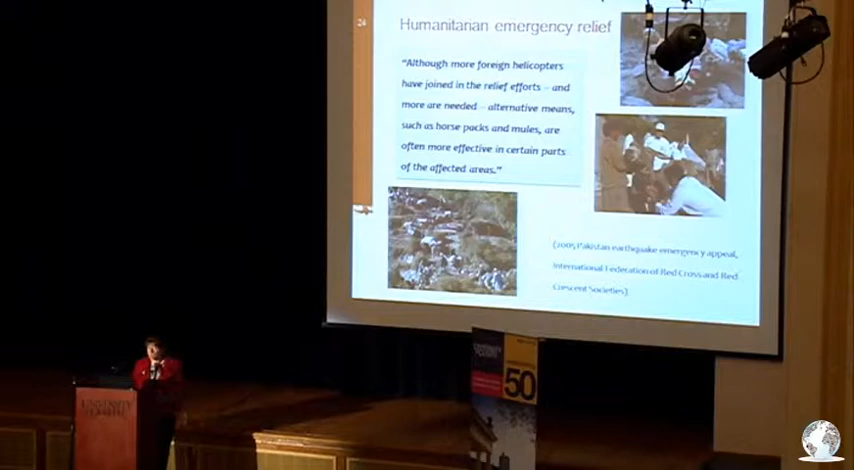 24
Humanitarian emergency relief
“Although more foreign helicopters
have joined in the relief efforts – and
more are needed – alternative means,
such as horse packs and mules, are
often more effective in certain parts
of the affected areas.”
(2005 Pakistan earthquake emergency appeal,
International Federation of Red Cross and Red
Crescent Societies)
UNIVERSITY
50
UNIVERSITY